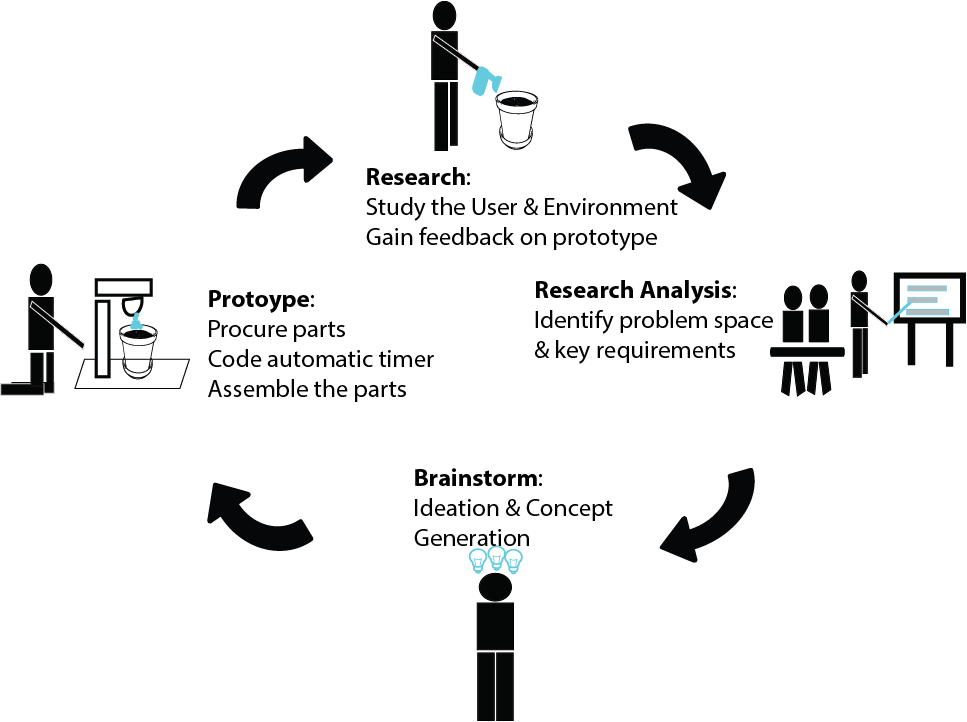 Research:
Study the User & Environment
Gain feedback on prototype
Research Analysis:
Identify problem space
& key requirements
Brainstorm:
Ideation & Concept
Generation
Protoype:
Procure parts
Code automatic timer
Assemble the parts